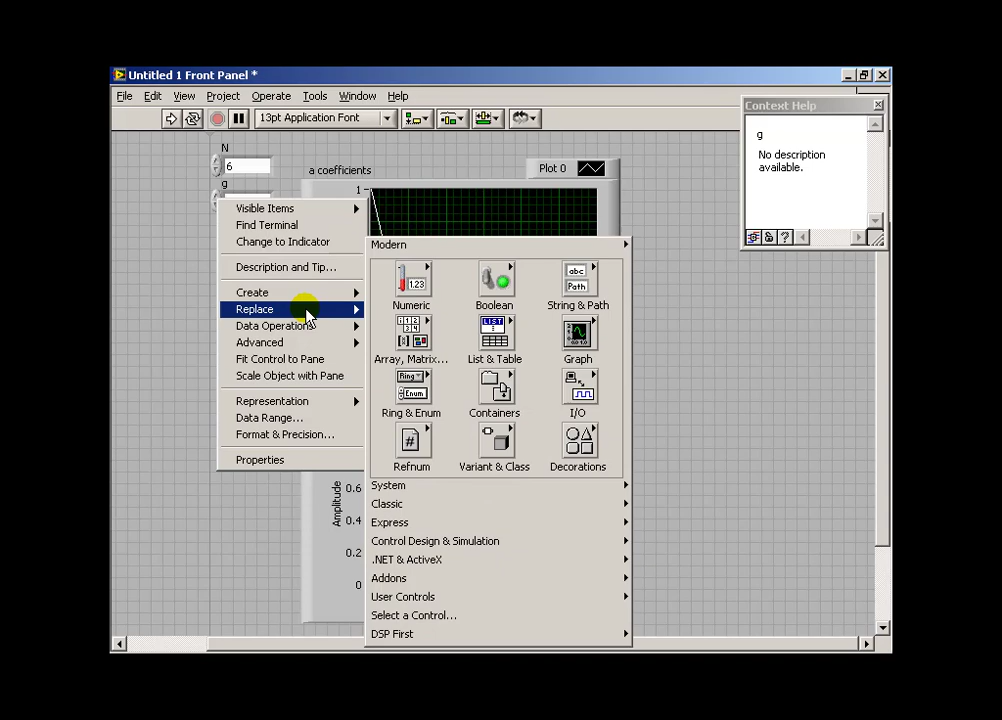 Untitled 1 Front Panel *
File Edit View Project Operate Tools Window Help
13pt Application Font
Context Help
g
No description
available.
N
6
g
a coefficients
Plot 0
1
Visible Items
Find Terminal
Change to Indicator
Description and Tip...
Create
Replace
Data Operations
Advanced
Fit Control to Pane
Scale Object with Pane
Representation
Data Range...
Format & Precision...
Properties
Modern
Numeric
Boolean
String & Path
Array, Matrix...
List & Table
Graph
Ring & Enum
Containers
I/O
Refnum
Variant & Class
Decorations
System
Classic
Express
Control Design & Simulation
.NET & ActiveX
Addons
User Controls
Select a Control...
DSP First
Amplitude
0.6
0.4
0.2
0